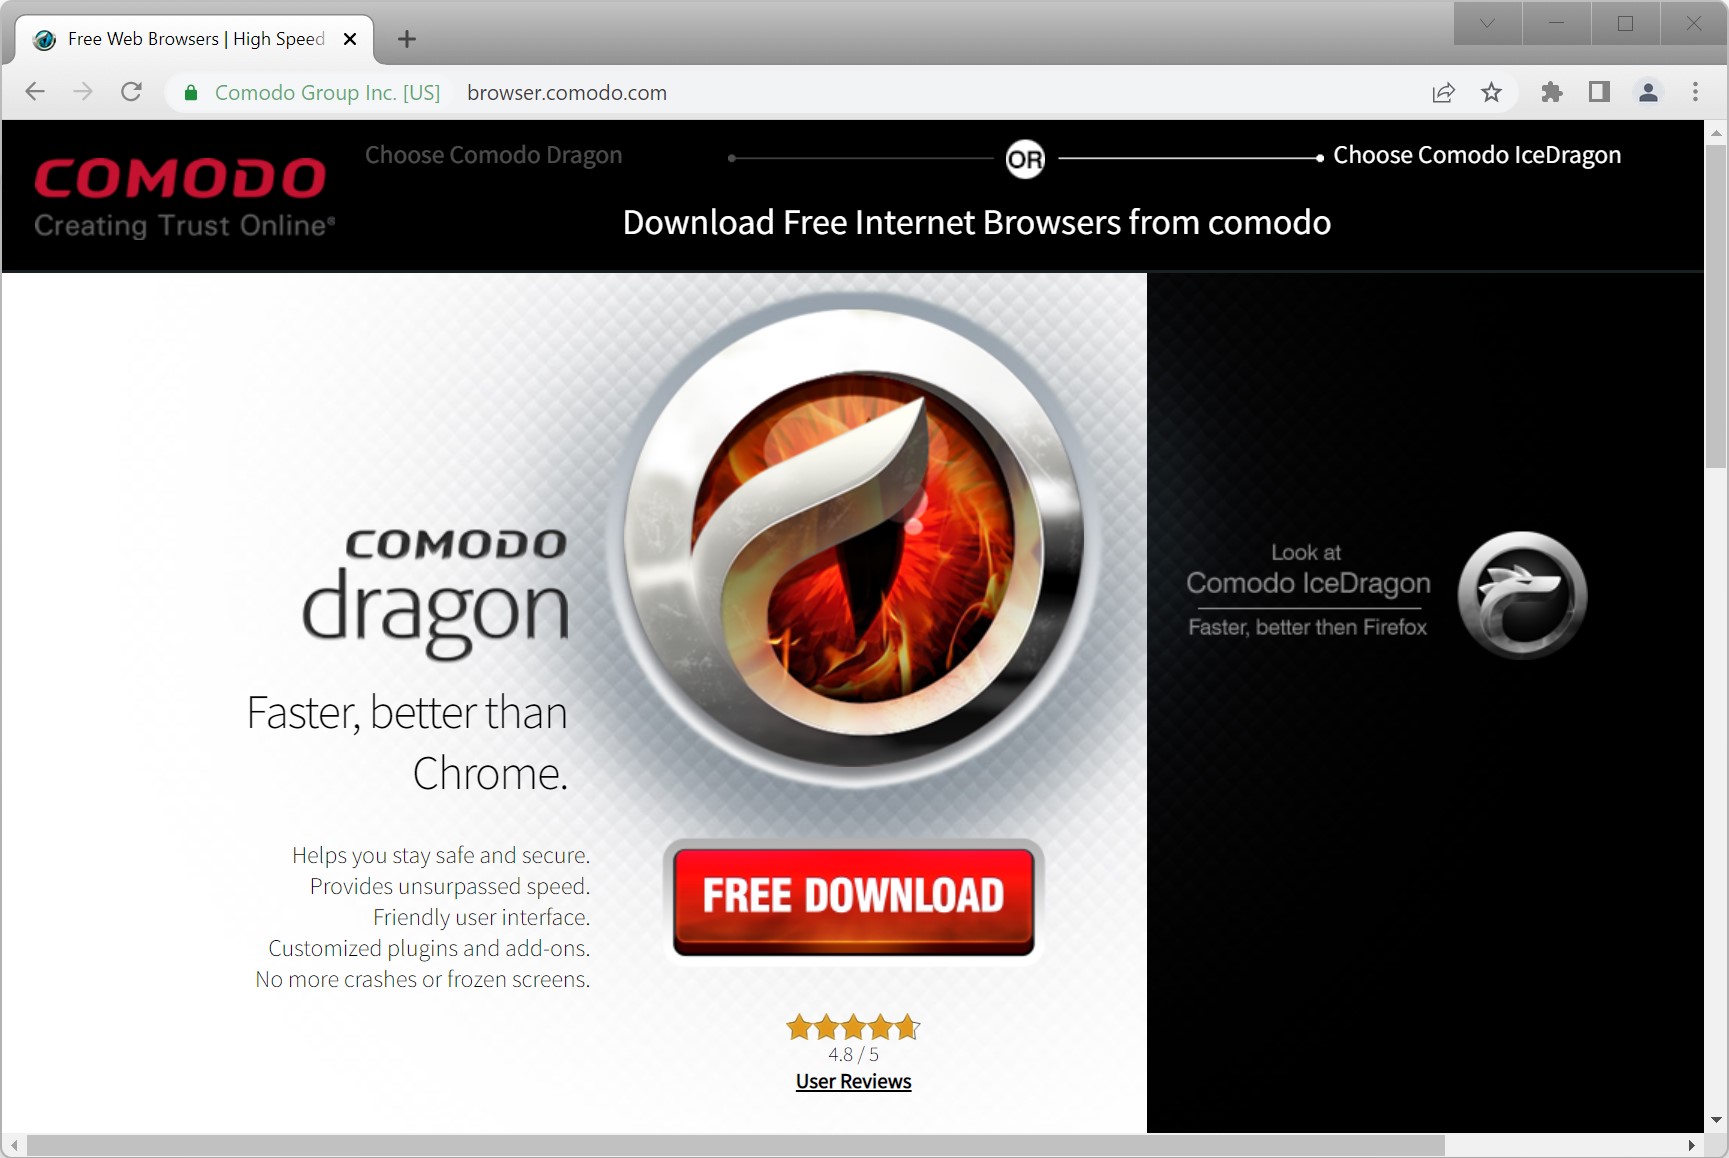 Free Web Browsers | High Speed
Comodo Group Inc. [US] browser.comodo.com
COMODO
Creating Trust Online®
Choose Comodo Dragon
OR
Choose Comodo IceDragon
Download Free Internet Browsers from comodo
COMODO
dragon
Faster, better than
Chrome.
Helps you stay safe and secure.
Provides unsurpassed speed.
Friendly user interface.
Customized plugins and add-ons.
No more crashes or frozen screens.
FREE DOWNLOAD
4.8 / 5
User Reviews
Look at
Comodo IceDragon
Faster, better then Firefox